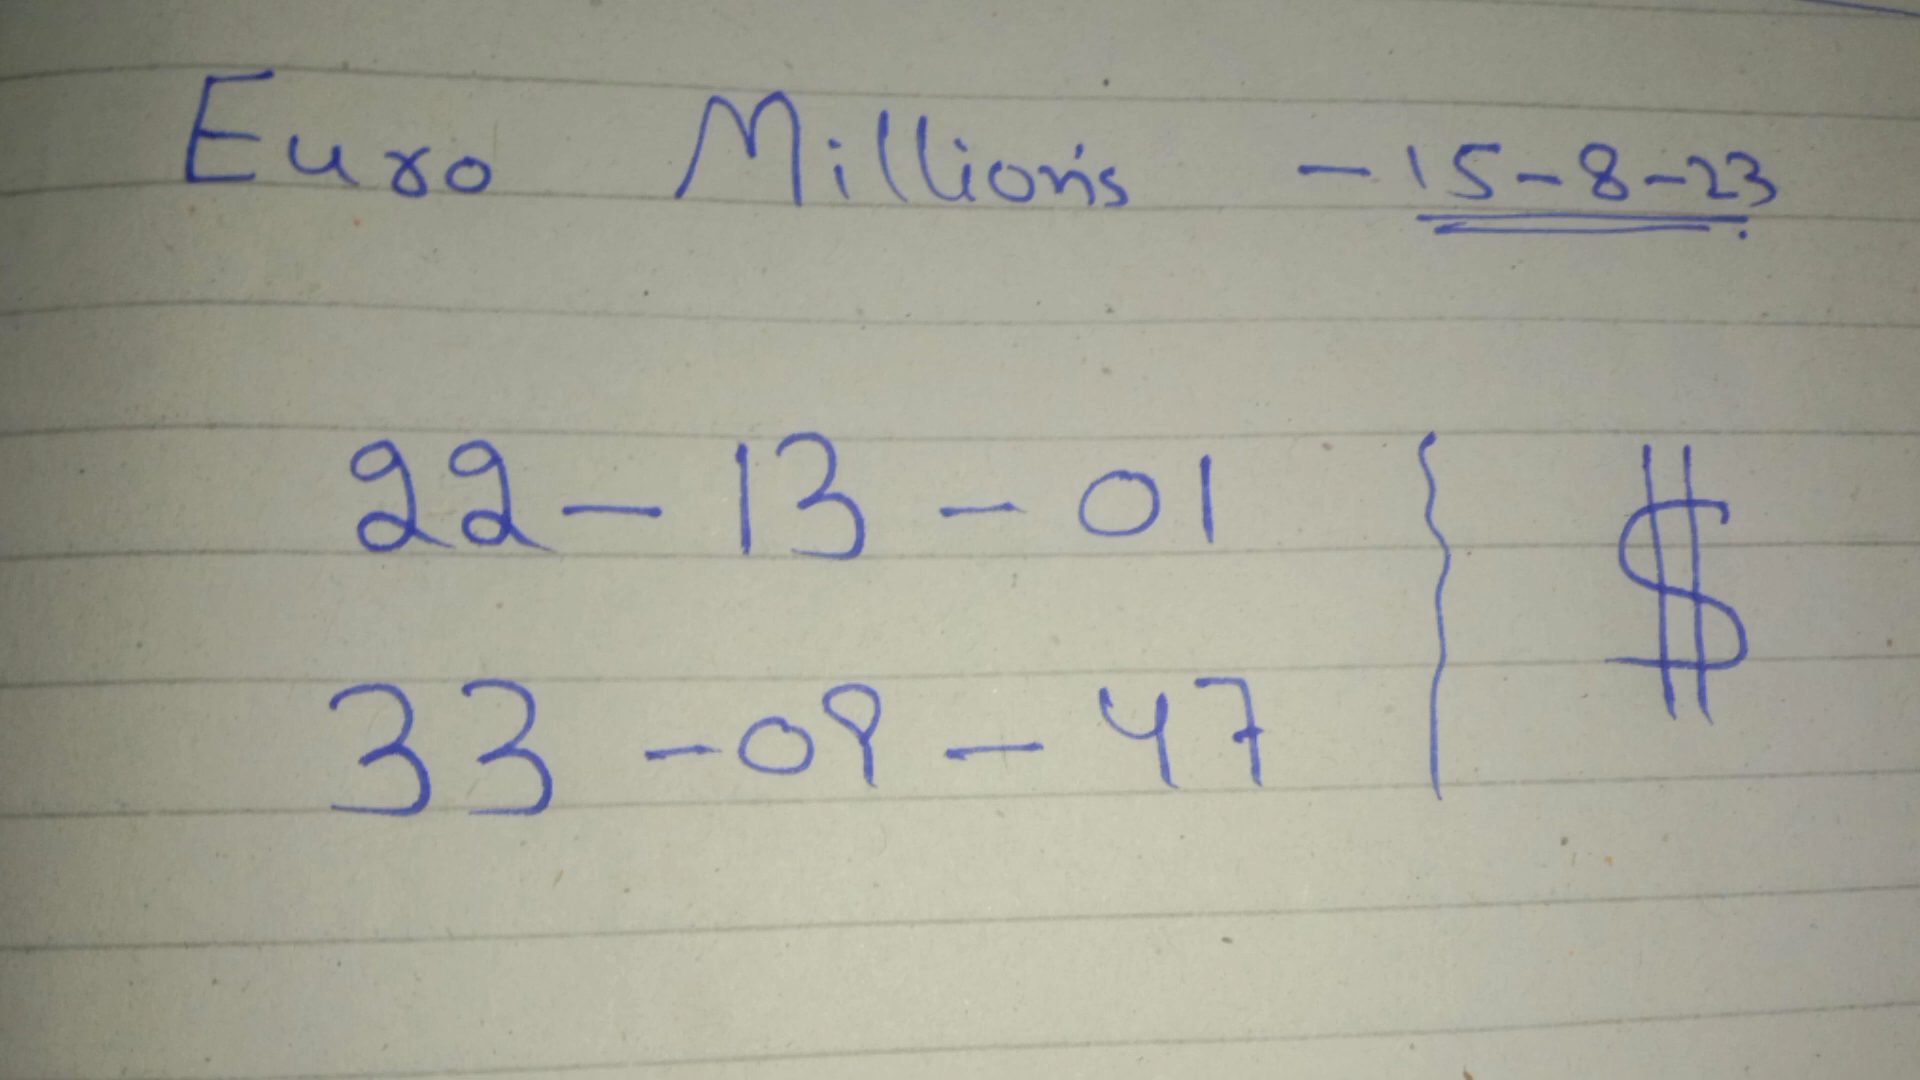 Euro Millions - 15-8-23
22 - 13 - 01
33 - 09 - 47
$